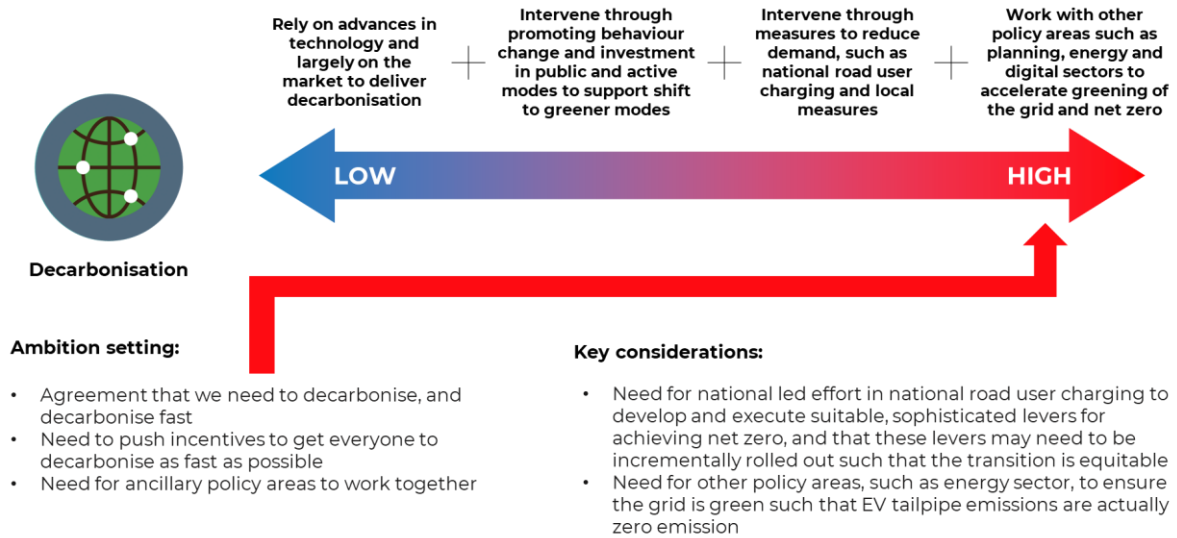 Rely on advances in
technology and
largely on the
market to deliver
decarbonisation
Intervene through
promoting behaviour
change and investment
in public and active
modes to support shift
to greener modes
Intervene through
measures to reduce
demand, such as
national road user
charging and local
measures
Work with other
policy areas such as
planning, energy and
digital sectors to
accelerate greening of
the grid and net zero
LOW
HIGH
Decarbonisation
Ambition setting:
• Agreement that we need to decarbonise, and
decarbonise fast
• Need to push incentives to get everyone to
decarbonise as fast as possible
• Need for ancillary policy areas to work together
Key considerations:
• Need for national led effort in national road user charging to
develop and execute suitable, sophisticated levers for
achieving net zero, and that these levers may need to be
incrementally rolled out such that the transition is equitable
• Need for other policy areas, such as energy sector, to ensure
the grid is green such that EV tailpipe emissions are actually
zero emission